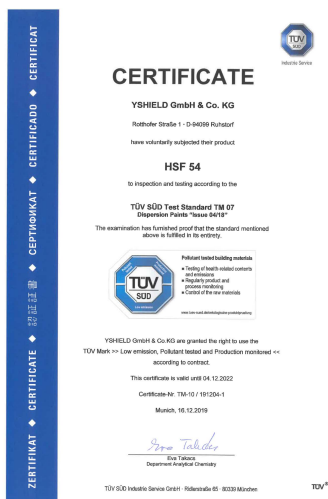 TÜV
SÜD
Industrie Service
CERTIFICATE
YSHIELD GmbH & Co. KG
Rotthofer Straße 1 - D-94099 Ruhstorf
have voluntarily subjected their product
HSF 54
to inspection and testing according to the
TÜV SÜD Test Standard TM 07
Dispersion Paints "Issue 04/18"
The examination has furnished proof that the standard mentioned
above is fulfilled in its entirety.
TÜV
SÜD
Pollutant tested building materials
● Testing of health-related contents
and emissions
● Regularly product and
process monitoring
● Control of the raw materials
YSHIELD GmbH & Co.KG are granted the right to use the
TÜV Mark >> Low emission, Pollutant tested and Production monitored <<
according to contract.
This certificate is valid until 04.12.2022
Certificate-Nr. TM-10 / 191204-1
Munich, 16.12.2019
Eva Takacs
Department Analytical Chemistry
TÜV SÜD Industrie Service GmbH · Ridlerstraße 65 · 80339 München
TÜV®
ZERTIFIKAT ◆ CERTIFICATE ◆ 認証証書 ◆ СЕРТИФИКАТ ◆ CERTIFICADO ◆ CERTIFICAT